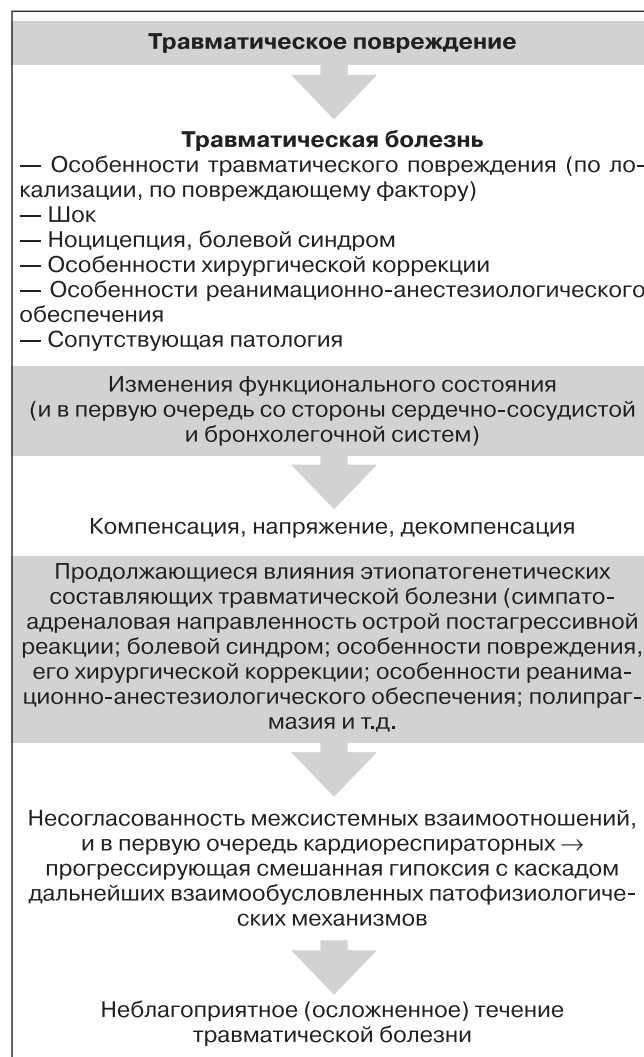 Травматическое повреждение
Травматическая болезнь
— Особенности травматического повреждения (по ло-
кализации, по повреждающему фактору)
— Шок
— Ноцицепция, болевой синдром
— Особенности хирургической коррекции
— Особенности реанимационно-анестезиологического
обеспечения
— Сопутствующая патология
Изменения функционального состояния
(и в первую очередь со стороны сердечно-сосудистой
и бронхолегочной систем)
Компенсация, напряжение, декомпенсация
Продолжающиеся влияния этиопатогенетических
составляющих травматической болезни (симпато-
адреналовая направленность острой постагрессивной
реакции; болевой синдром; особенности повреждения,
его хирургической коррекции; особенности реанима-
ционно-анестезиологического обеспечения; полипраг-
мазия и т.д.
Несогласованность межсистемных взаимоотношений,
и в первую очередь кардиореспираторных →
прогрессирующая смешанная гипоксия с каскадом
дальнейших взаимообусловленных патофизиологиче-
ских механизмов
Неблагоприятное (осложненное) течение
травматической болезни